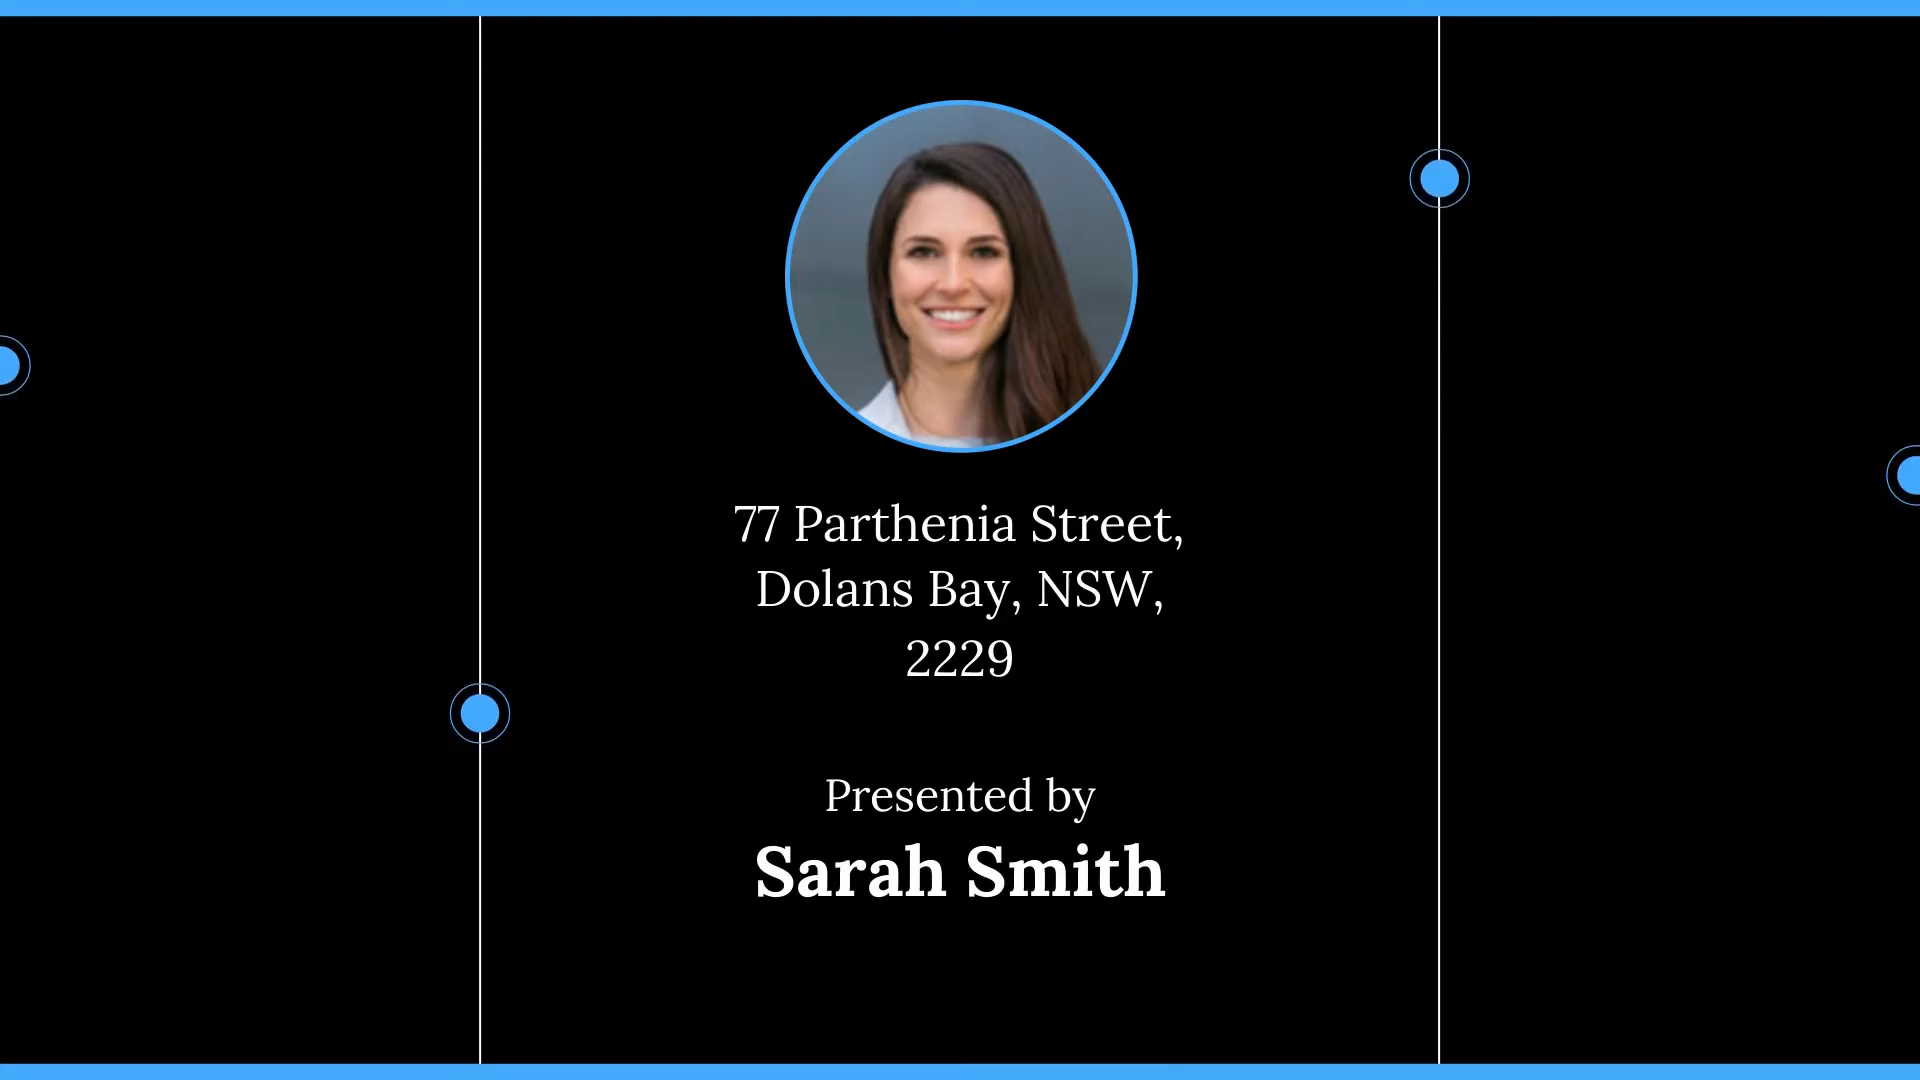 77 Parthenia Street,
Dolans Bay, NSW,
2229
Presented by
Sarah Smith